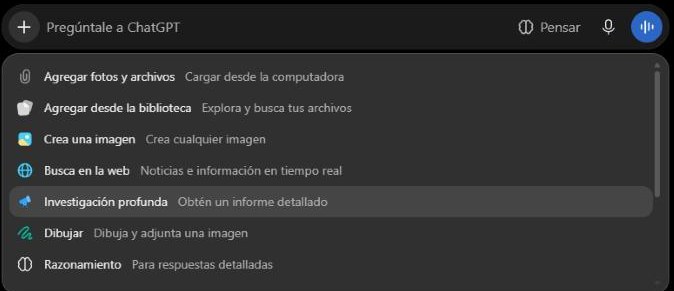 Pregúntale a ChatGPT Pensar
Agregar fotos y archivos Cargar desde la computadora
Agregar desde la biblioteca Explora y busca tus archivos
Crea una imagen Crea cualquier imagen
Busca en la web Noticias e información en tiempo real
Investigación profunda Obtén un informe detallado
Dibujar Dibuja y adjunta una imagen
Razonamiento Para respuestas detalladas